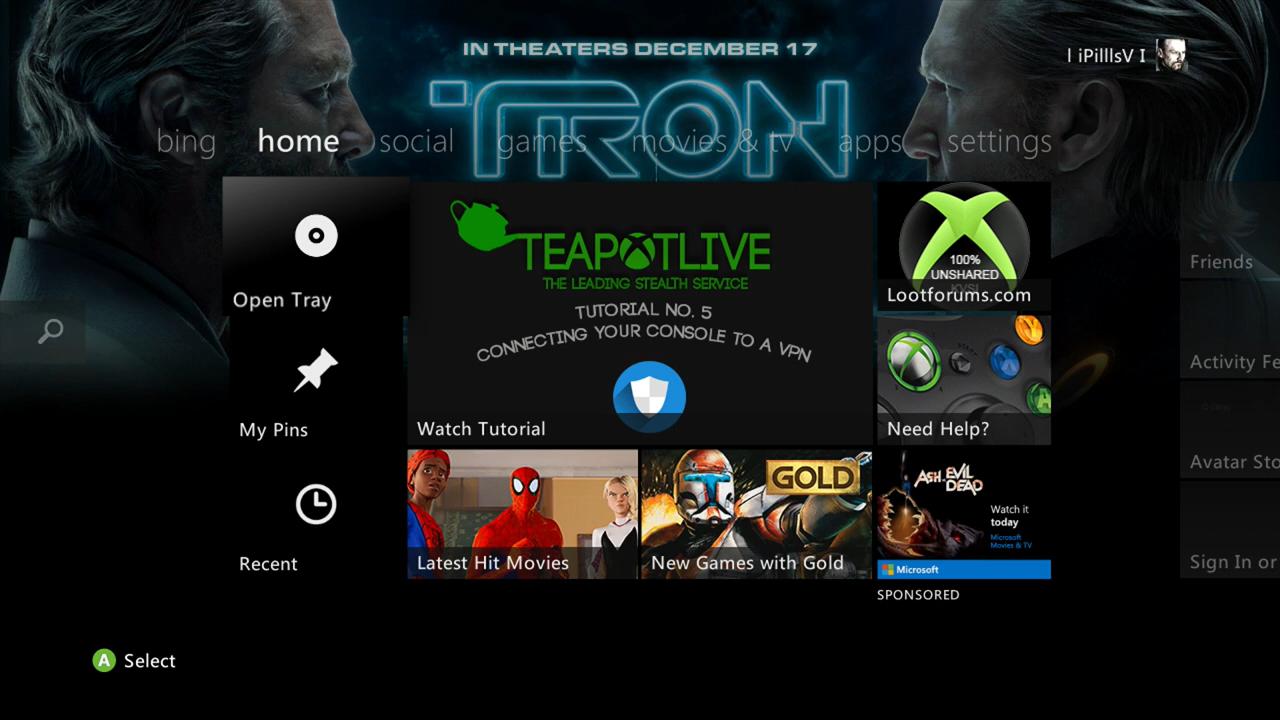 IN THEATERS DECEMBER 17
TRON
l iPilllsV I
bing home social games movies & tv apps settings
Open Tray
My Pins
Recent
TEAPOTLIVE
THE LEADING STEALTH SERVICE
TUTORIAL NO. 5
CONNECTING YOUR CONSOLE TO A VPN
Watch Tutorial
Latest Hit Movies
GOLD
New Games with Gold
100%
UNSHARED
KVS!
Lootforums.com
START
A
Need Help?
ASH VS EVIL
DEAD
Watch it
today
Microsoft
Movies & TV
Microsoft
SPONSORED
Friends
Activity Fe
Avatar Sto
Sign In or
A Select